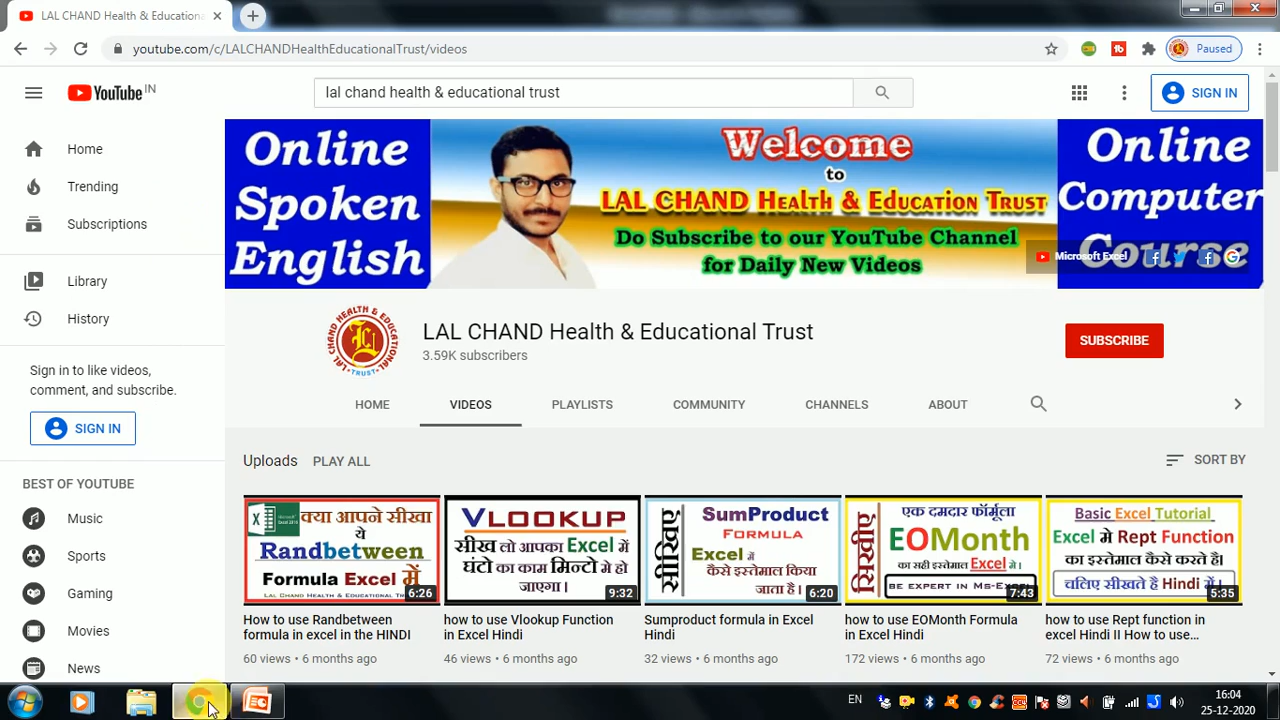 LAL CHAND Health & Educationa
youtube.com/c/LALCHANDHealthEducationalTrust/videos
Paused
YouTube IN
lal chand health & educational trust
SIGN IN
Home
Trending
Subscriptions
Library
History
Sign in to like videos,
comment, and subscribe.
SIGN IN
BEST OF YOUTUBE
Music
Sports
Gaming
Movies
News
Online
Spoken
English
Welcome
to
LAL CHAND Health & Education Trust
Do Subscribe to our YouTube Channel
for Daily New Videos
Online
Computer
Course
Microsoft Excel
LAL CHAND HEALTH & EDUCATIONAL
TRUST
LAL CHAND Health & Educational Trust
3.59K subscribers
SUBSCRIBE
HOME
VIDEOS
PLAYLISTS
COMMUNITY
CHANNELS
ABOUT
Uploads
PLAY ALL
SORT BY
क्या आपने सीखा
ये
Randbetween
Formula Excel में
6:26
How to use Randbetween
formula in excel in the HINDI
60 views • 6 months ago
VLOOKUP
सीख लो आपका Excel में
घंटो का काम मिन्टो मे हो
जाएगा।
9:32
how to use Vlookup Function
in Excel Hindi
46 views • 6 months ago
सीखिए
SumProduct
FORMULA
Excel में
कैसे इस्तेमाल किया
जाता है।
6:20
Sumproduct formula in Excel
Hindi
32 views • 6 months ago
सिखीए
एक दमदार फॉर्मूला
EOMonth
का सही इस्तेमाल Excel मे।
BE EXPERT IN MS-EX
7:43
how to use EOMonth Formula
in Excel Hindi
172 views • 6 months ago
Basic Excel Tutorial
Excel मे Rept Function
का इस्तेमाल कैसे करते है।
चलिए सीखते है Hindi में।
5:35
how to use Rept function in
excel Hindi II How to use...
72 views • 6 months ago
EN
16:04
25-12-2020